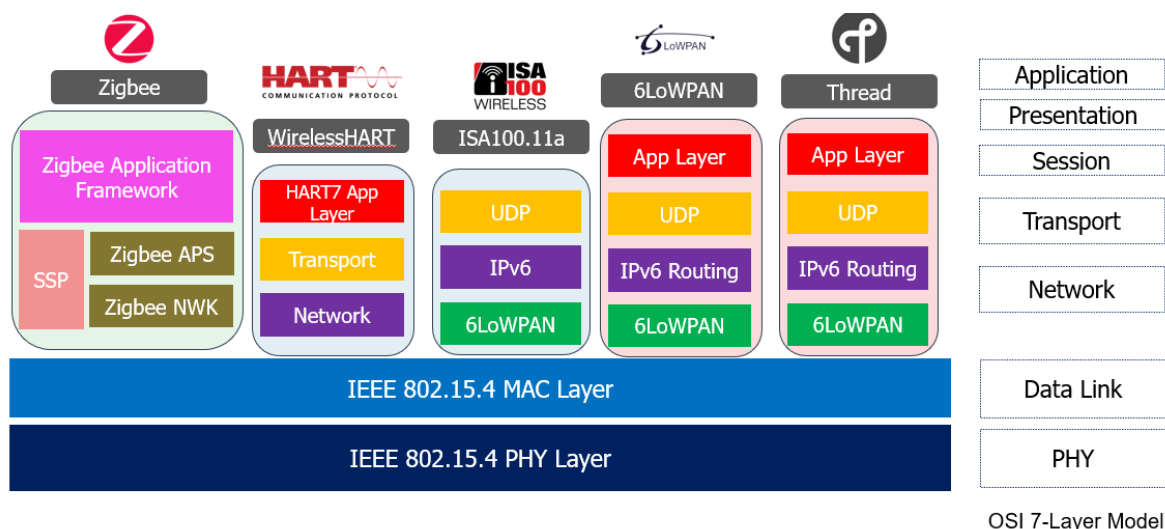 Zigbee
HART
COMMUNICATION PROTOCOL
WirelessHART
ISA
100
WIRELESS
ISA100.11a
6LoWPAN
6LoWPAN
Thread
Zigbee Application
Framework
SSP
Zigbee APS
Zigbee NWK
HART7 App
Layer
Transport
Network
UDP
IPv6
6LoWPAN
App Layer
UDP
IPv6 Routing
6LoWPAN
App Layer
UDP
IPv6 Routing
6LoWPAN
IEEE 802.15.4 MAC Layer
IEEE 802.15.4 PHY Layer
Application
Presentation
Session
Transport
Network
Data Link
PHY
OSI 7-Layer Model